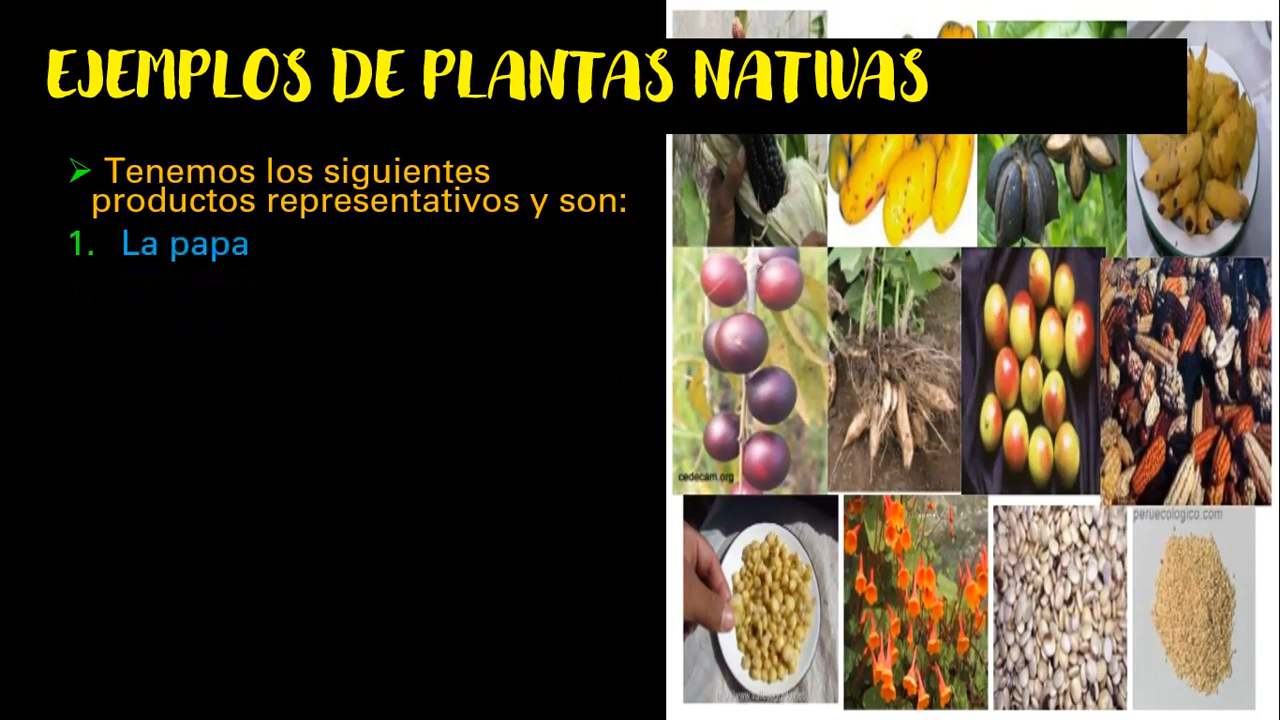 EJEMPLOS DE PLANTAS NATIVAS
➢ Tenemos los siguientes
productos representativos y son:
1. La papa
cedecam.org
peruecologico.com